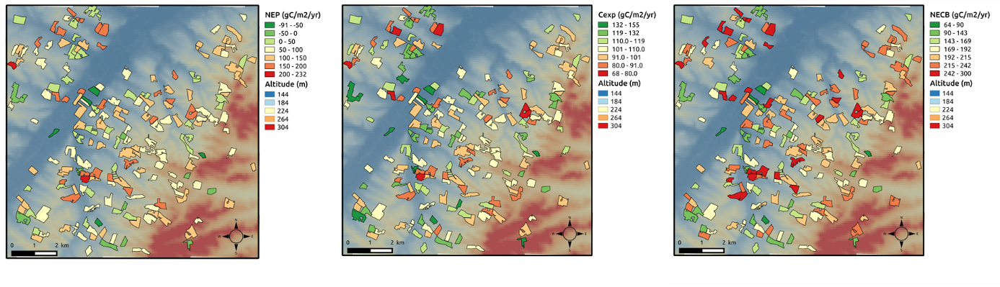 NEP (gC/m2/yr)
-91 - -50
-50 - 0
0 - 50
50 - 100
100 - 150
150 - 200
200 - 232
Altitude (m)
144
184
224
264
304
N
W E
S
0 1 2 km
Cexp (gC/m2/yr)
132 - 155
119 - 132
110.0 - 119
101 - 110.0
91.0 - 101
80.0 - 91.0
68 - 80.0
Altitude (m)
144
184
224
264
304
N
W E
S
0 1 2 km
NECB (gC/m2/yr)
64 - 90
90 - 143
143 - 169
169 - 192
192 - 215
215 - 242
242 - 300
Altitude (m)
144
184
224
264
304
N
W E
S
0 1 2 km